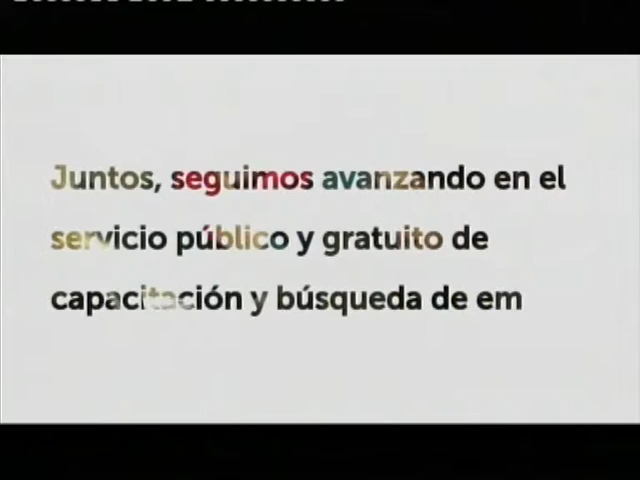 Juntos, seguimos avanzando en el
servicio público y gratuito de
capacitación y búsqueda de em